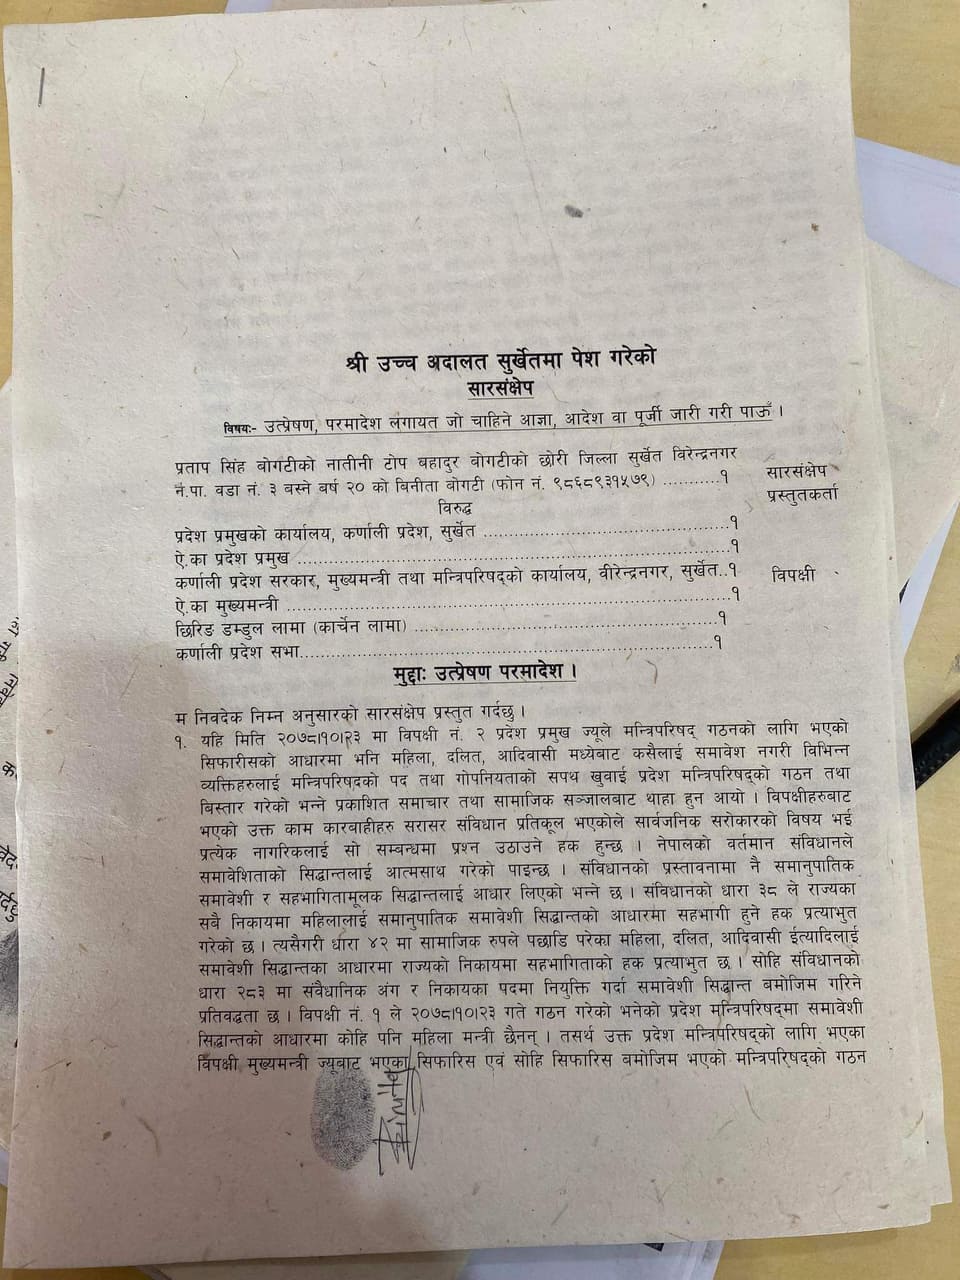 श्री उच्च अदालत सुर्खेतमा पेश गरेको
सारसंक्षेप
विषयः- उत्प्रेषण, परमादेश लगायत जो चाहिने आज्ञा, आदेश वा पूर्जी जारी गरी पाऊँ ।
प्रताप सिंह बोगटीको नातीनी टोप बहादुर बोगटीको छोरी जिल्ला सुर्खेत विरेन्द्रनगर
न.पा. वडा नं. ३ बस्ने बर्ष २० को बिनीता बोगटी (फोन नं. ९८६८९३१५७९) ...........१
सारसंक्षेप
प्रस्तुतकर्ता
विरुद्ध
प्रदेश प्रमुखको कार्यालय, कर्णाली प्रदेश, सुर्खेत ..........................................१
ऐ.का प्रदेश प्रमुख ..........................................................................१
कर्णाली प्रदेश सरकार, मुख्यमन्त्री तथा मन्त्रिपरिषद्को कार्यालय, वीरेन्द्रनगर, सुर्खेत..१
विपक्षी
ऐ.का मुख्यमन्त्री ...........................................................................१
छिरिङ डम्डुल लामा (कार्चेन लामा) ....................................................१
कर्णाली प्रदेश सभा.........................................................................१
मुद्दाः उत्प्रेषण परमादेश ।
म निवदेक निम्न अनुसारको सारसंक्षेप प्रस्तुत गर्दछु ।
१. यहि मिति २०७८।१०।२३ मा विपक्षी नं. २ प्रदेश प्रमुख ज्यूले मन्त्रिपरिषद् गठनको लागि भएको
सिफारीसको आधारमा भनि महिला, दलित, आदिवासी मध्येबाट कसैलाई समावेश नगरी विभिन्न
व्यक्तिहरुलाई मन्त्रिपरिषदको पद तथा गोपनियताको सपथ खुवाई प्रदेश मन्त्रिपरिषद्को गठन तथा
बिस्तार गरेको भन्ने प्रकाशित समाचार तथा सामाजिक सञ्जालबाट थाहा हुन आयो । विपक्षीहरुबाट
भएको उक्त काम कारबाहीहरु सरासर संविधान प्रतिकूल भएकोले सार्वजनिक सरोकारको विषय भई
प्रत्येक नागरिकलाई सो सम्वन्धमा प्रश्न उठाउने हक हुन्छ । नेपालको वर्तमान संविधानले
समावेशिताको सिद्धान्तलाई आत्मसाथ गरेको पाइन्छ । संविधानको प्रस्तावनामा नै समानुपातिक
समावेशी र सहभागितामूलक सिद्धान्तलाई आधार लिएको भन्ने छ । संविधानको धारा ३८ ले राज्यका
सबै निकायमा महिलालाई समानुपातिक समावेशी सिद्धान्तको आधारमा सहभागी हुने हक प्रत्याभुत
गरेको छ । त्यसैगरी धारा ४२ मा सामाजिक रुपले पछाडि परेका महिला, दलित, आदिवासी ईत्यादिलाई
समावेशी सिद्धान्तका आधारमा राज्यको निकायमा सहभागिताको हक प्रत्याभुत छ । सोहि संविधानको
धारा २८३ मा संवैधानिक अंग र निकायका पदमा नियुक्ति गर्दा समावेशी सिद्धान्त बमोजिम गरिने
प्रतिवद्धता छ । विपक्षी नं. १ ले २०७८।१०।२३ गते गठन गरेको भनेको प्रदेश मन्त्रिपरिषद्मा समावेशी
सिद्धान्तको आधारमा कोहि पनि महिला मन्त्री छैनन् । तसर्थ उक्त प्रदेश मन्त्रिपरिषद्को लागि भएका
विपक्षी मुख्यमन्त्री ज्यूबाट भएका सिफारिस एवं सोहि सिफारिस बमोजिम भएको मन्त्रिपरिषद्को गठन
Binita